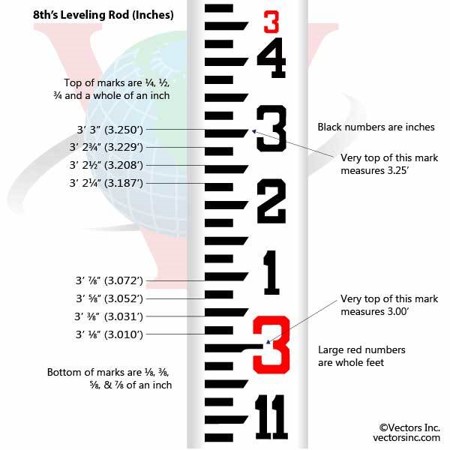 8th's Leveling Rod (Inches)
3
4
Top of marks are ¼, ½,
¾ and a whole of an inch
3
3' 3" (3.250')
3' 2¾" (3.229')
3' 2½" (3.208')
3' 2¼" (3.187')
Black numbers are inches
Very top of this mark
measures 3.25'
2
1
3' ⅞" (3.072')
3' ⅝" (3.052')
3' ⅜" (3.031')
3' ⅛" (3.010')
Very top of this mark
measures 3.00'
3
Large red numbers
are whole feet
Bottom of marks are ⅛, ⅜,
⅝, & ⅞ of an inch
11
©Vectors Inc.
vectorsinc.com